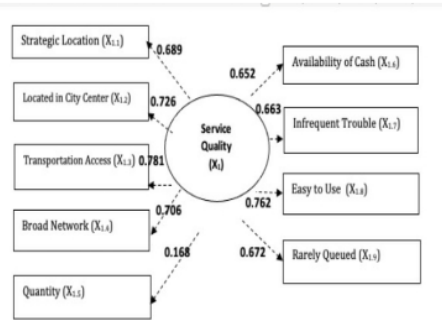 Strategic Location (X1.1)
0.689
Located in City Center (X1.2)
0.726
Transportation Access (X1.3)
0.781
Broad Network (X1.4)
0.706
Quantity (X1.5)
0.168
Service
Quality
(X1)
0.652
Availability of Cash (X1.6)
0.663
Infrequent Trouble (X1.7)
0.762
Easy to Use (X1.8)
0.672
Rarely Queued (X1.9)